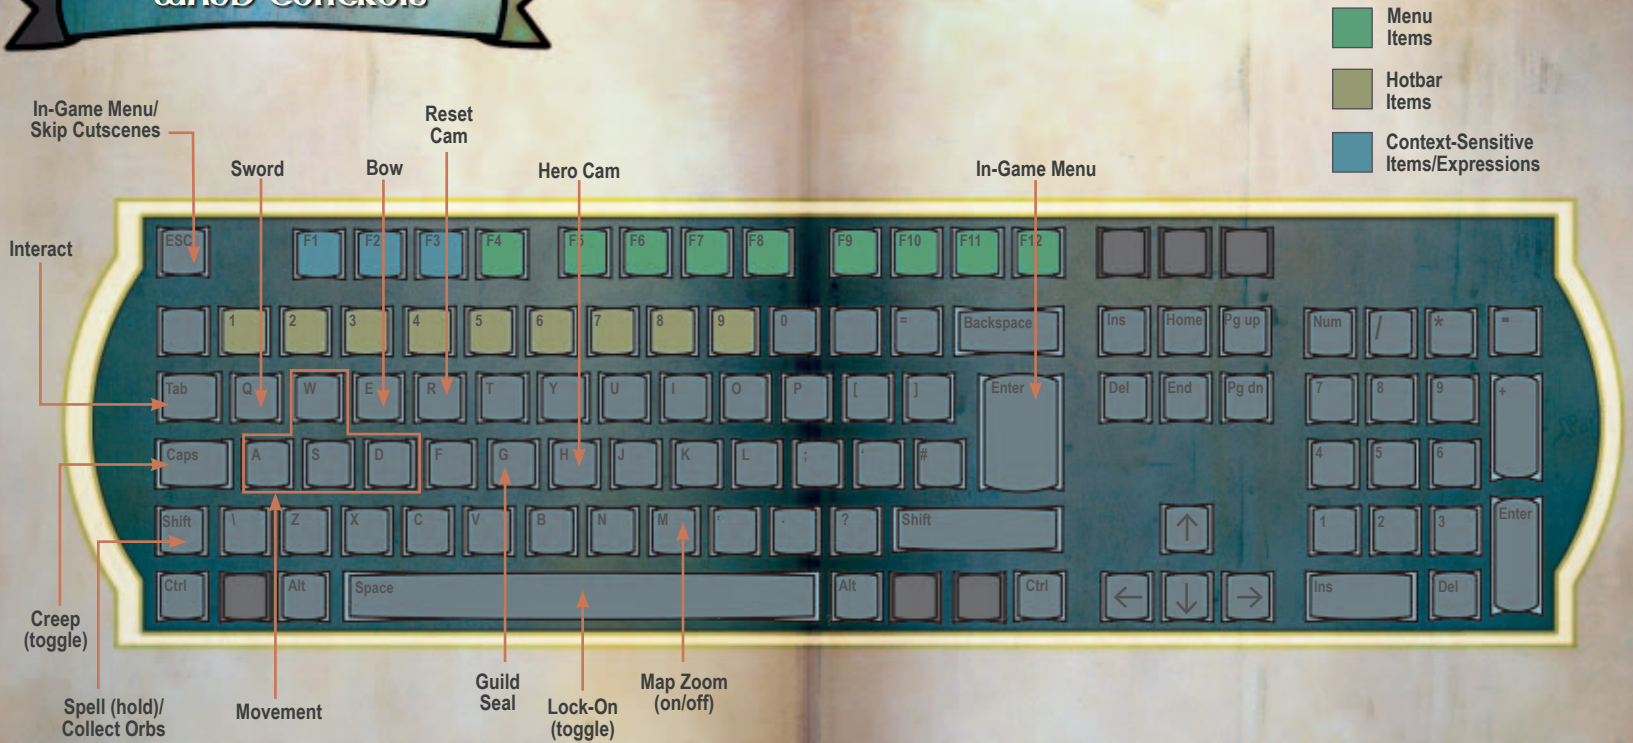 Controls
Menu
Items
Hotbar
Items
Context-Sensitive
Items/Expressions
In-Game Menu/
Skip Cutscenes
Reset
Cam
Sword
Bow
Hero Cam
In-Game Menu
Interact
ESC F1 F2 F3 F4 F5 F6 F7 F8 F9 F10 F11 F12
1 2 3 4 5 6 7 8 9 0 = Backspace Ins Home Pg up Num / * -
Tab Q W E R T Y U I O P [ ] Enter Del End Pg dn 7 8 9 +
Caps A S D F G H J K L ; ' # 4 5 6
Shift \ Z X C V B N M , . ? Shift ↑ 1 2 3 Enter
Ctrl Alt Space Alt Ctrl ← ↓ → Ins Del
Creep
(toggle)
Spell (hold)/
Collect Orbs
Movement
Guild
Seal
Lock-On
(toggle)
Map Zoom
(on/off)